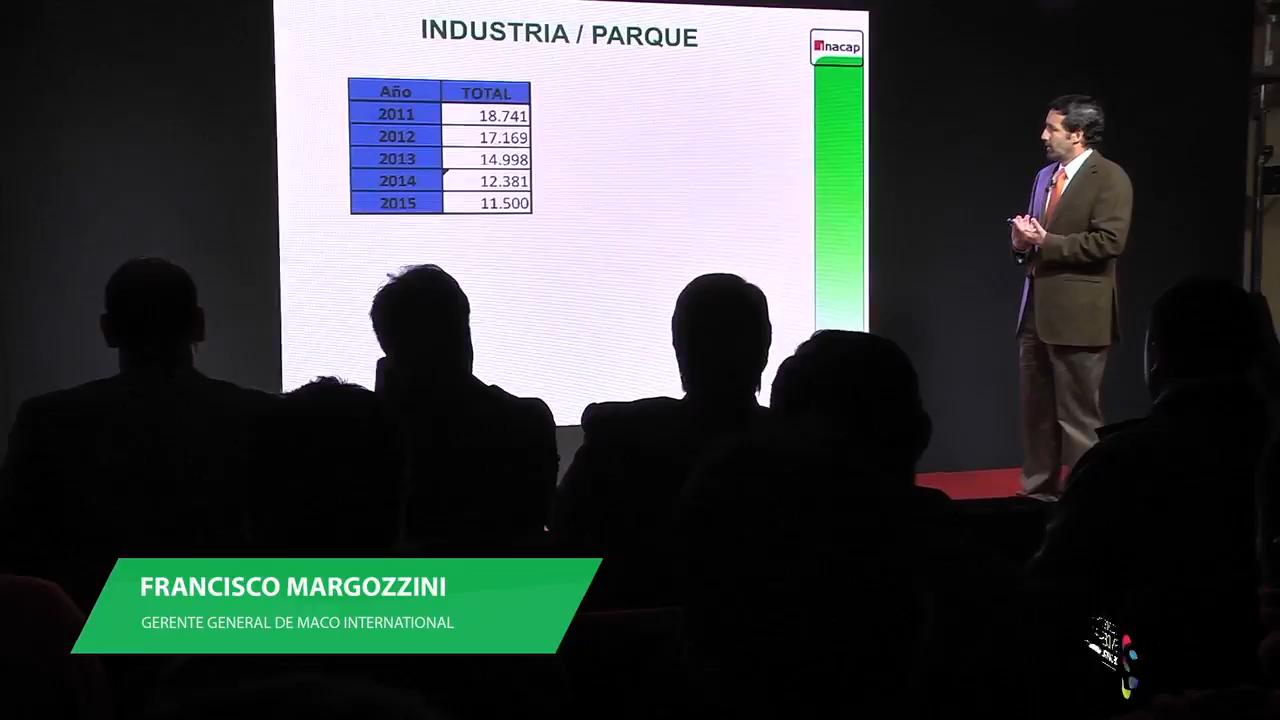 INDUSTRIA / PARQUE
inacap
Año TOTAL
2011 18.741
2012 17.169
2013 14.998
2014 12.381
2015 11.500
FRANCISCO MARGOZZINI
GERENTE GENERAL DE MACO INTERNATIONAL